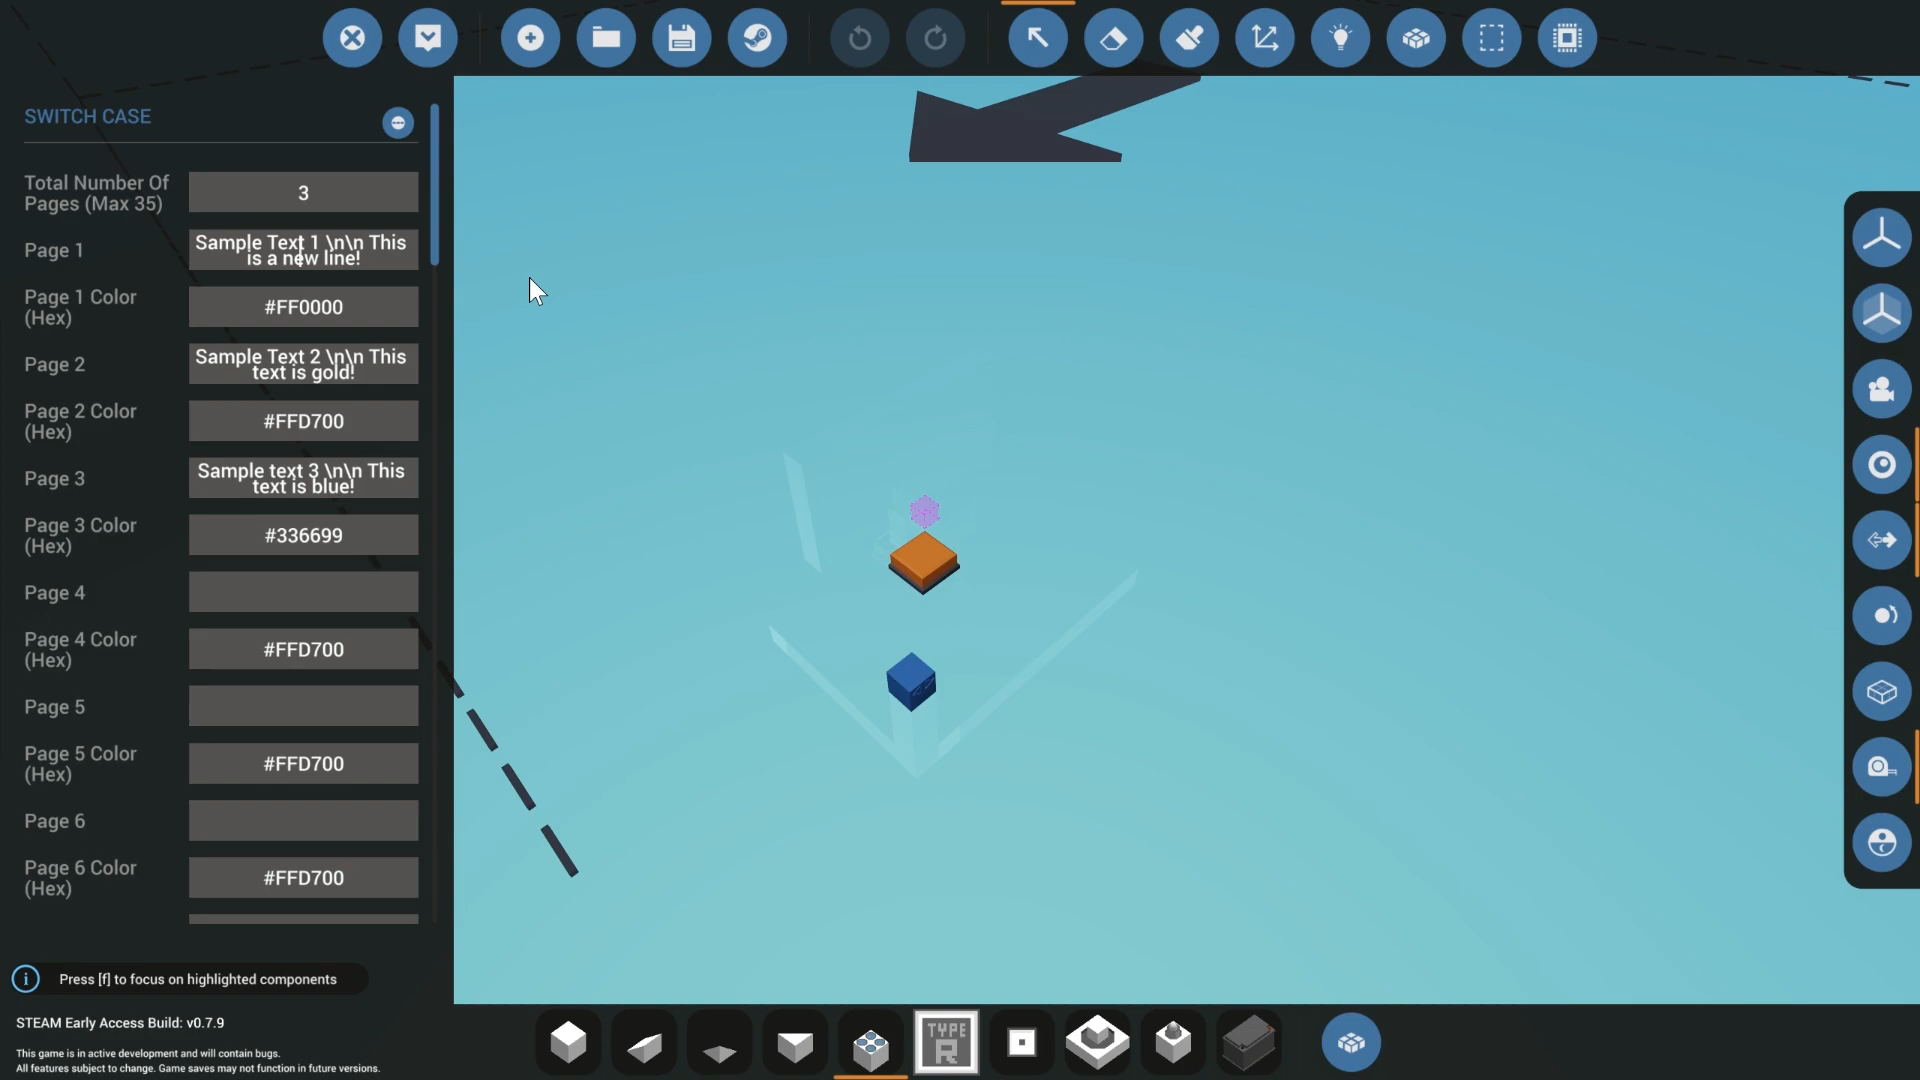 SWITCH CASE
Total Number Of
Pages (Max 35)
3
Page 1
Sample Text 1 \n\n This
is a new line!
Page 1 Color
(Hex)
#FF0000
Page 2
Sample Text 2 \n\n This
text is gold!
Page 2 Color
(Hex)
#FFD700
Page 3
Sample text 3 \n\n This
text is blue!
Page 3 Color
(Hex)
#336699
Page 4
Page 4 Color
(Hex)
#FFD700
Page 5
Page 5 Color
(Hex)
#FFD700
Page 6
Page 6 Color
(Hex)
#FFD700
Press [f] to focus on highlighted components
STEAM Early Access Build: v0.7.9
This game is in active development and will contain bugs.
All features subject to change. Game saves may not function in future versions.
TYPE
R